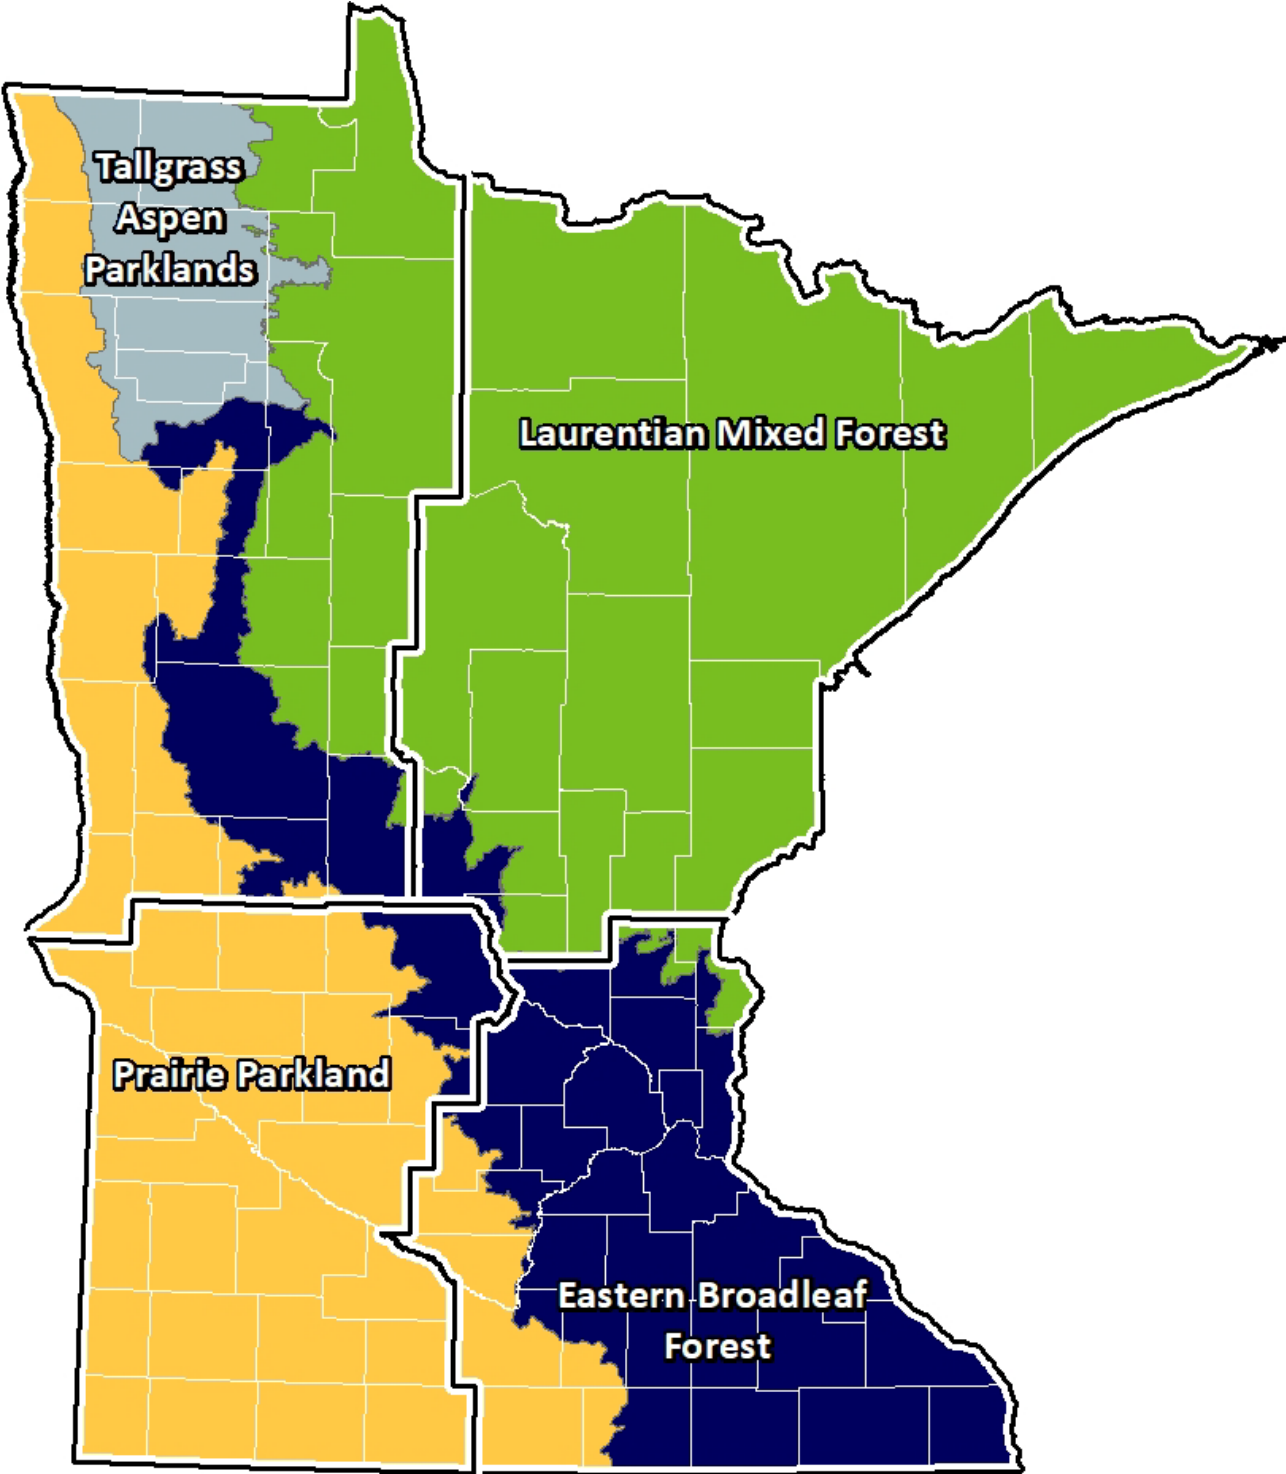 Tallgrass
Aspen
Parklands
Laurentian Mixed Forest
Prairie Parkland
Eastern Broadleaf
Forest